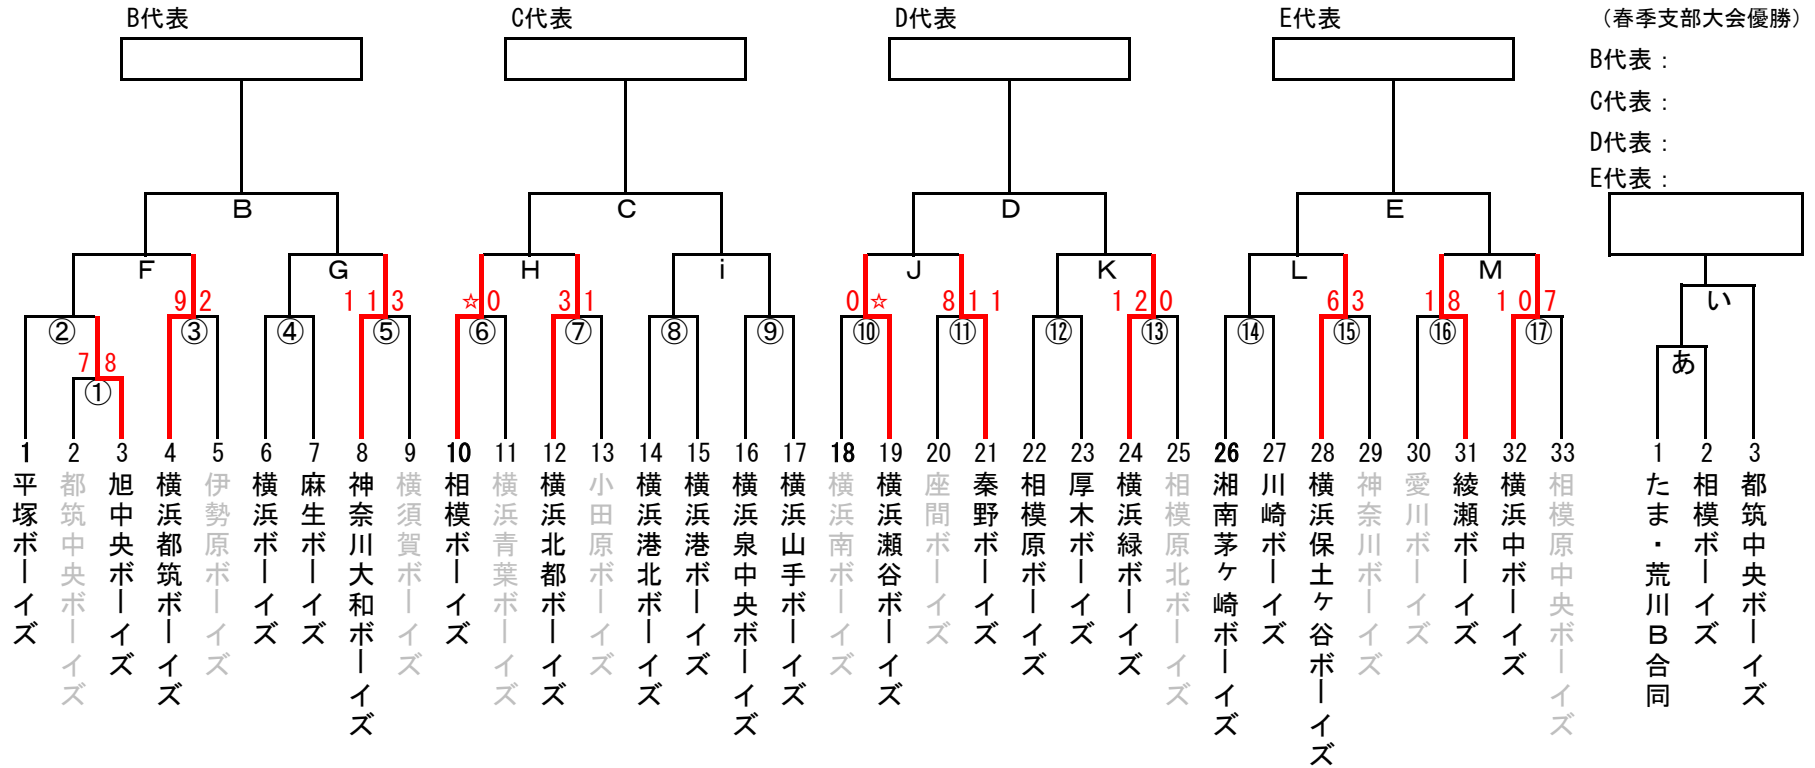 B代表
C代表
D代表
E代表
（春季支部大会優勝）
B代表：
C代表：
D代表：
E代表：
B
C
D
E
F
G
H
i
J
K
L
M
い
9 2
1 1 3
☆ 0
3 1
0 ☆
8 1 1
1 2 0
6 3
1 8
1 0 7
②
③
④
⑤
⑥
⑦
⑧
⑨
⑩
⑪
⑫
⑬
⑭
⑮
⑯
⑰
あ
7 8
①
1 平塚ボーイズ
2 都筑中央ボーイズ
3 旭中央ボーイズ
4 横浜都筑ボーイズ
5 伊勢原ボーイズ
6 横浜ボーイズ
7 麻生ボーイズ
8 神奈川大和ボーイズ
9 横須賀ボーイズ
10 相模ボーイズ
11 横浜青葉ボーイズ
12 横浜北都ボーイズ
13 小田原ボーイズ
14 横浜港北ボーイズ
15 横浜港ボーイズ
16 横浜泉中央ボーイズ
17 横浜山手ボーイズ
18 横浜南ボーイズ
19 横浜瀬谷ボーイズ
20 座間ボーイズ
21 秦野ボーイズ
22 相模原ボーイズ
23 厚木ボーイズ
24 横浜緑ボーイズ
25 相模原北ボーイズ
26 湘南茅ケ崎ボーイズ
27 川崎ボーイズ
28 横浜保土ケ谷ボーイズ
29 神奈川ボーイズ
30 愛川ボーイズ
31 綾瀬ボーイズ
32 横浜中ボーイズ
33 相模原中央ボーイズ
1 たま・荒川Ｂ合同
2 相模ボーイズ
3 都筑中央ボーイズ